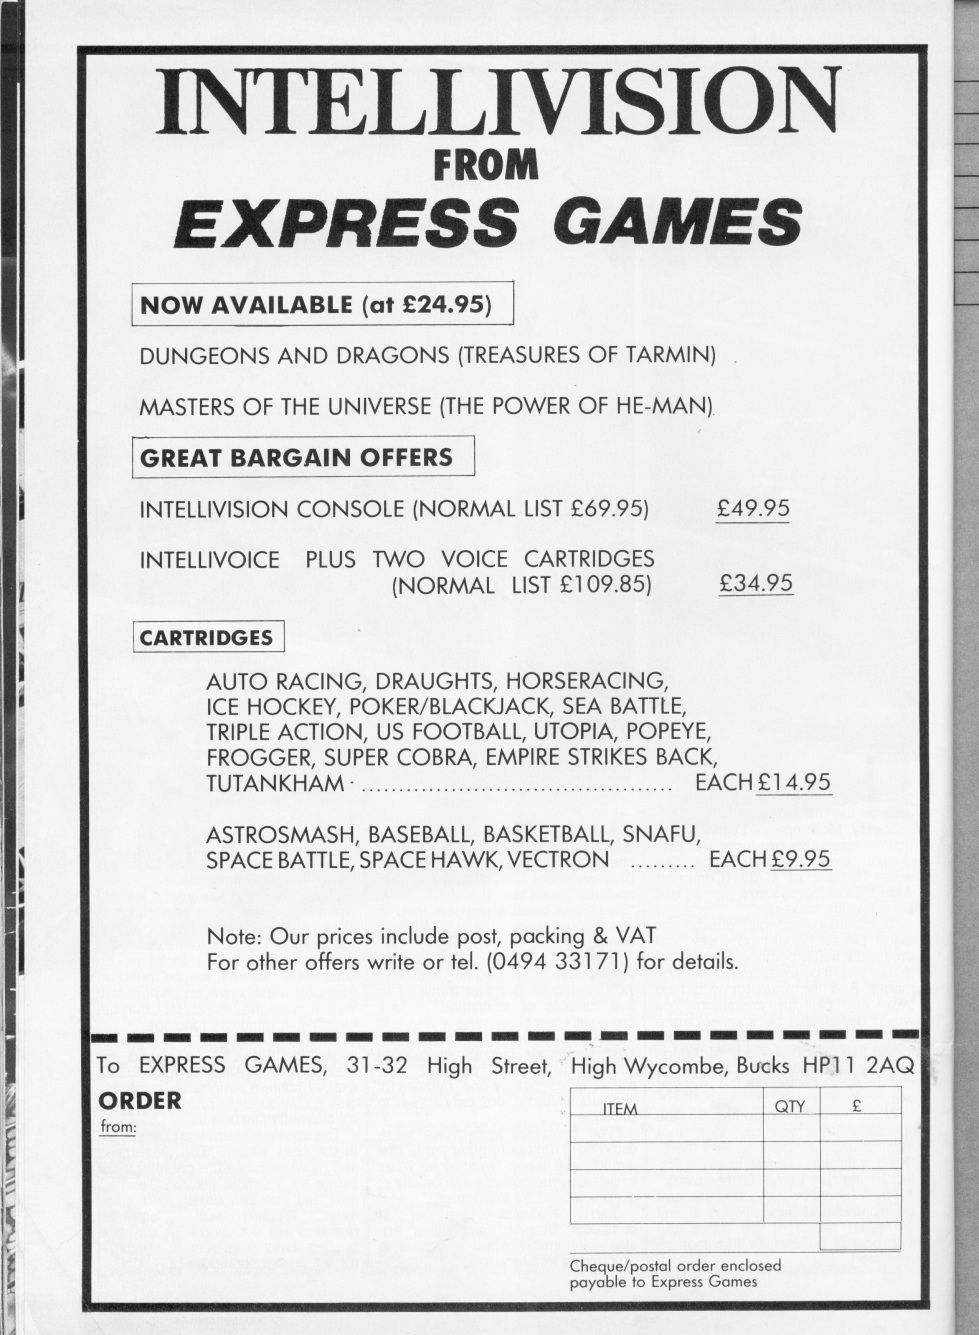 INTELLIVISION
FROM
EXPRESS GAMES
NOW AVAILABLE (at £24.95)
DUNGEONS AND DRAGONS (TREASURES OF TARMIN)
MASTERS OF THE UNIVERSE (THE POWER OF HE-MAN)
GREAT BARGAIN OFFERS
INTELLIVISION CONSOLE (NORMAL LIST £69.95) £49.95
INTELLIVOICE PLUS TWO VOICE CARTRIDGES
(NORMAL LIST £109.85) £34.95
CARTRIDGES
AUTO RACING, DRAUGHTS, HORSERACING,
ICE HOCKEY, POKER/BLACKJACK, SEA BATTLE,
TRIPLE ACTION, US FOOTBALL, UTOPIA, POPEYE,
FROGGER, SUPER COBRA, EMPIRE STRIKES BACK,
TUTANKHAM .......................................... EACH £14.95
ASTROSMASH, BASEBALL, BASKETBALL, SNAFU,
SPACE BATTLE, SPACE HAWK, VECTRON ......... EACH £9.95
Note: Our prices include post, packing & VAT
For other offers write or tel. (0494 33171) for details.
To EXPRESS GAMES, 31-32 High Street, High Wycombe, Bucks HP11 2AQ
ORDER
from:
ITEM QTY £
Cheque/postal order enclosed
payable to Express Games